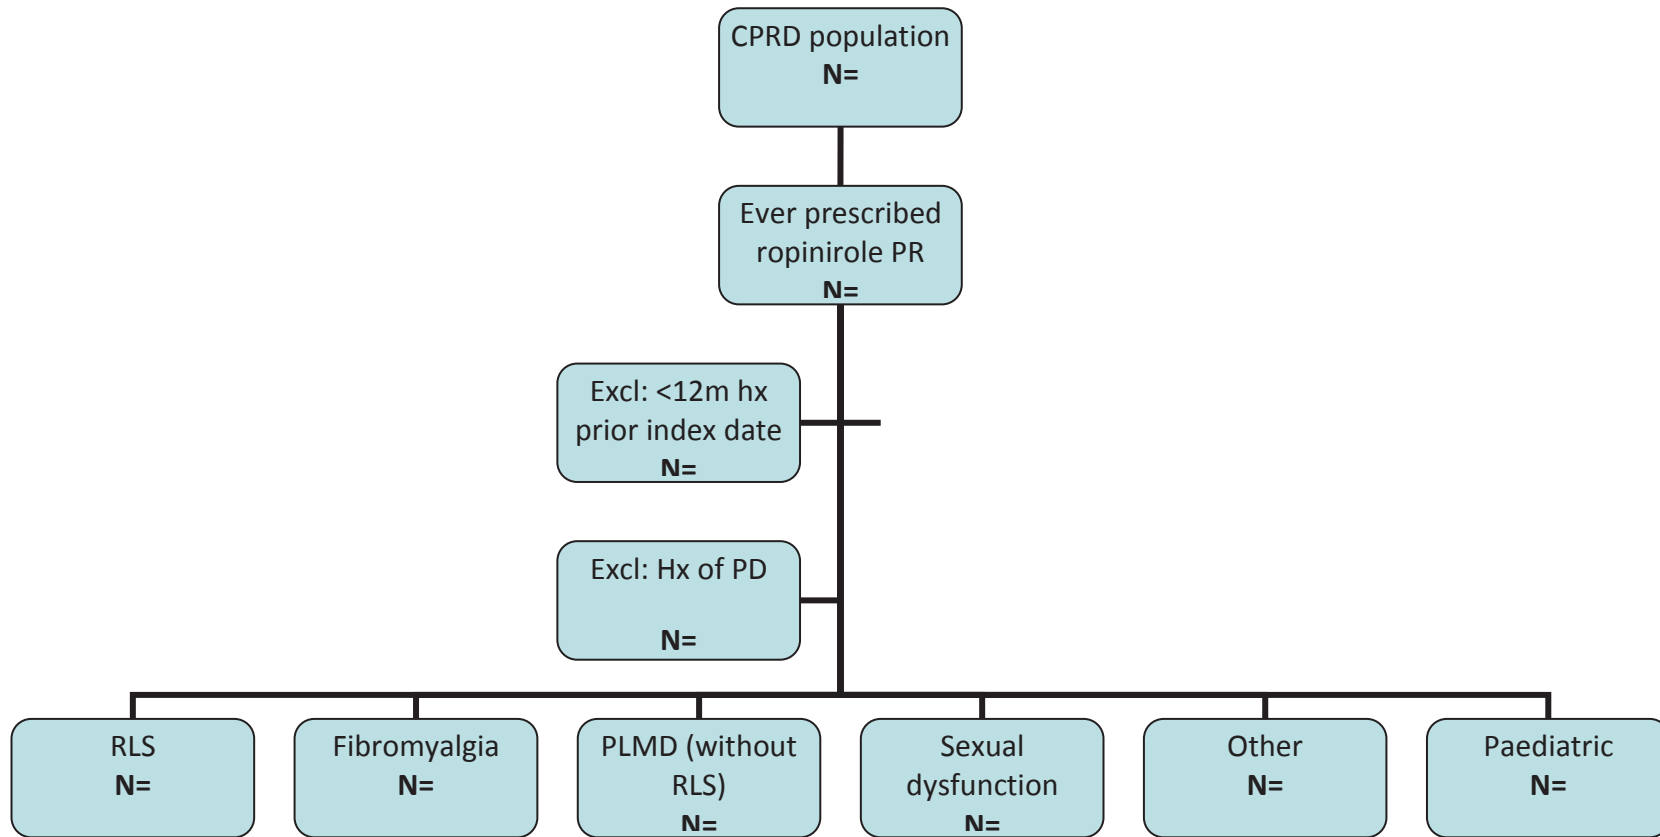 CPRD population
N=
Ever prescribed
ropinirole PR
N=
Excl: <12m hx
prior index date
N=
Excl: Hx of PD
N=
RLS
N=
Fibromyalgia
N=
PLMD (without
RLS)
N=
Sexual
dysfunction
N=
Other
N=
Paediatric
N=